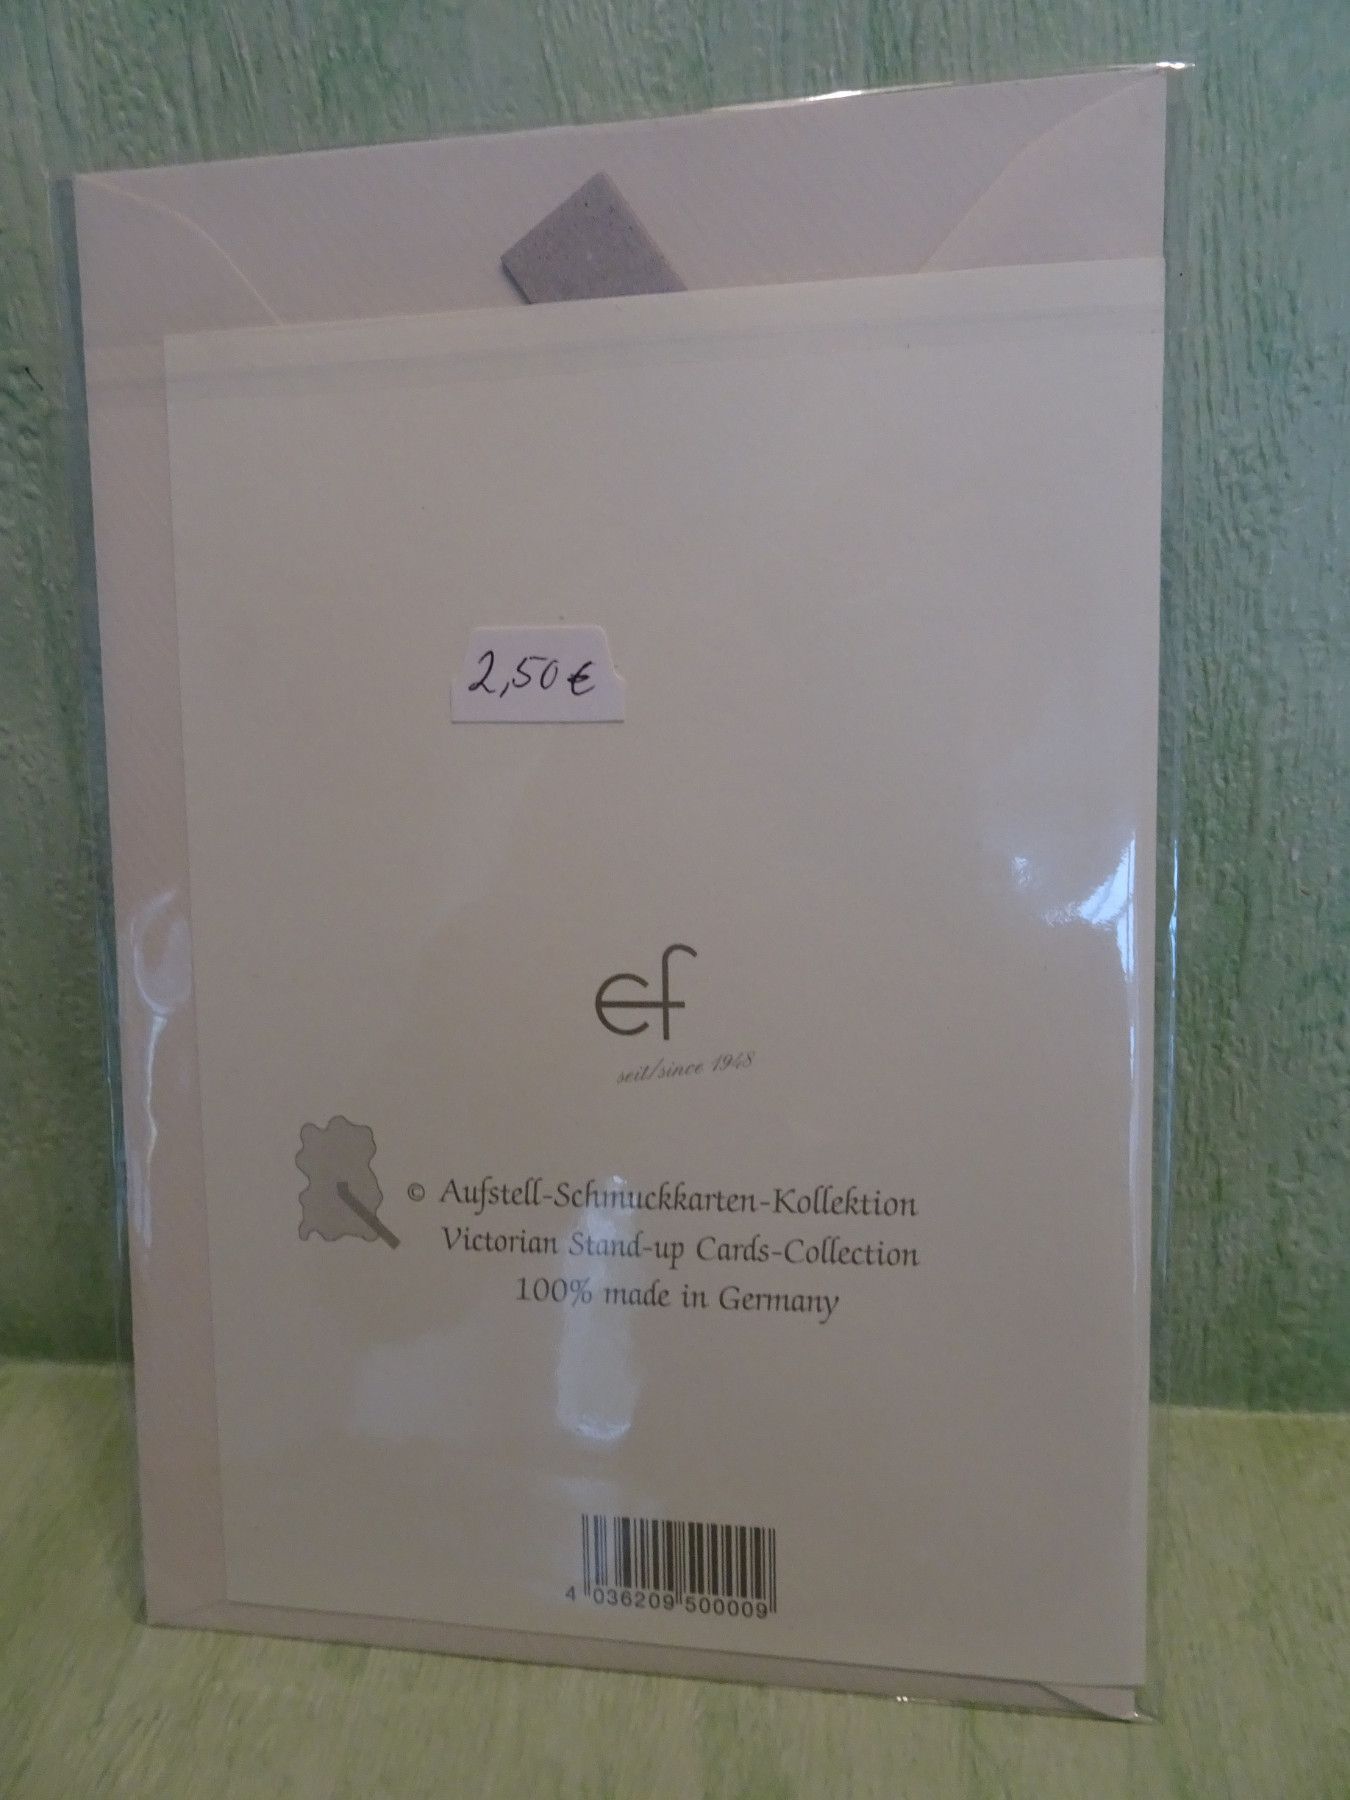 2,50€
ef
seit/since 1948
© Aufstell-Schmuckkarten-Kollektion
Victorian Stand-up Cards-Collection
100% made in Germany
4 036209 500009